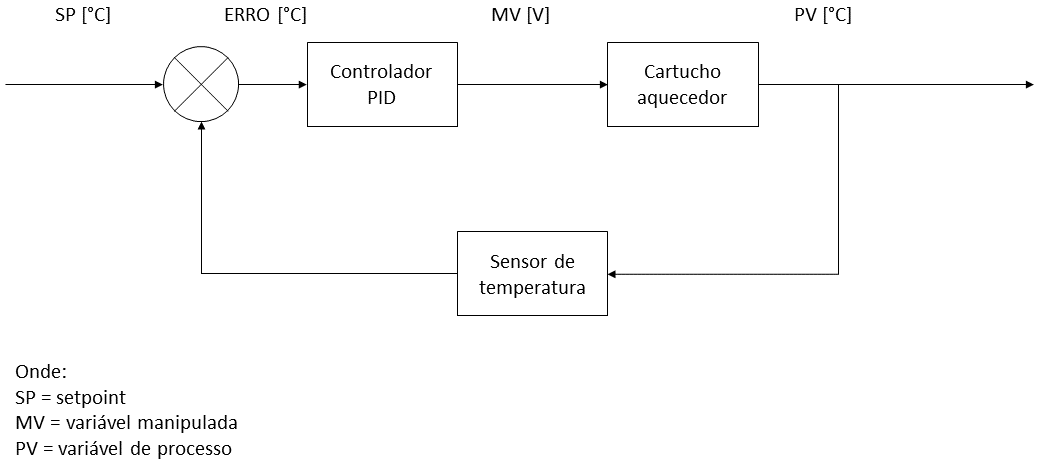 SP [°C]
ERRO [°C]
MV [V]
PV [°C]
Controlador
PID
Cartucho
aquecedor
Sensor de
temperatura
Onde:
SP = setpoint
MV = variável manipulada
PV = variável de processo